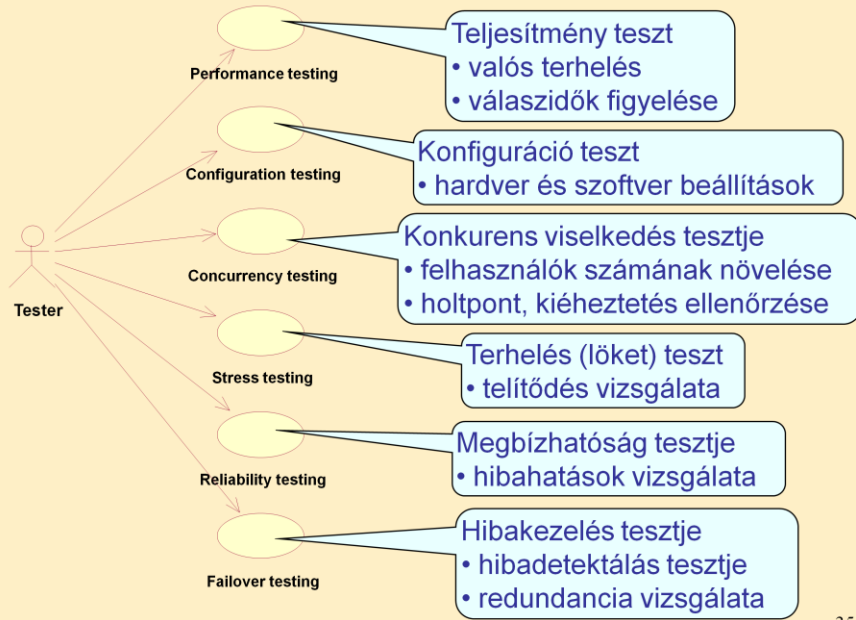 Teljesítmény teszt
• valós terhelés
• válaszidők figyelése
Performance testing
Konfiguráció teszt
• hardver és szoftver beállítások
Configuration testing
Konkurens viselkedés tesztje
• felhasználók számának növelése
• holtpont, kiéheztetés ellenőrzése
Concurrency testing
Tester
Terhelés (löket) teszt
• telítődés vizsgálata
Stress testing
Megbízhatóság tesztje
• hibahatások vizsgálata
Reliability testing
Hibakezelés tesztje
• hibadetektálás tesztje
• redundancia vizsgálata
Failover testing